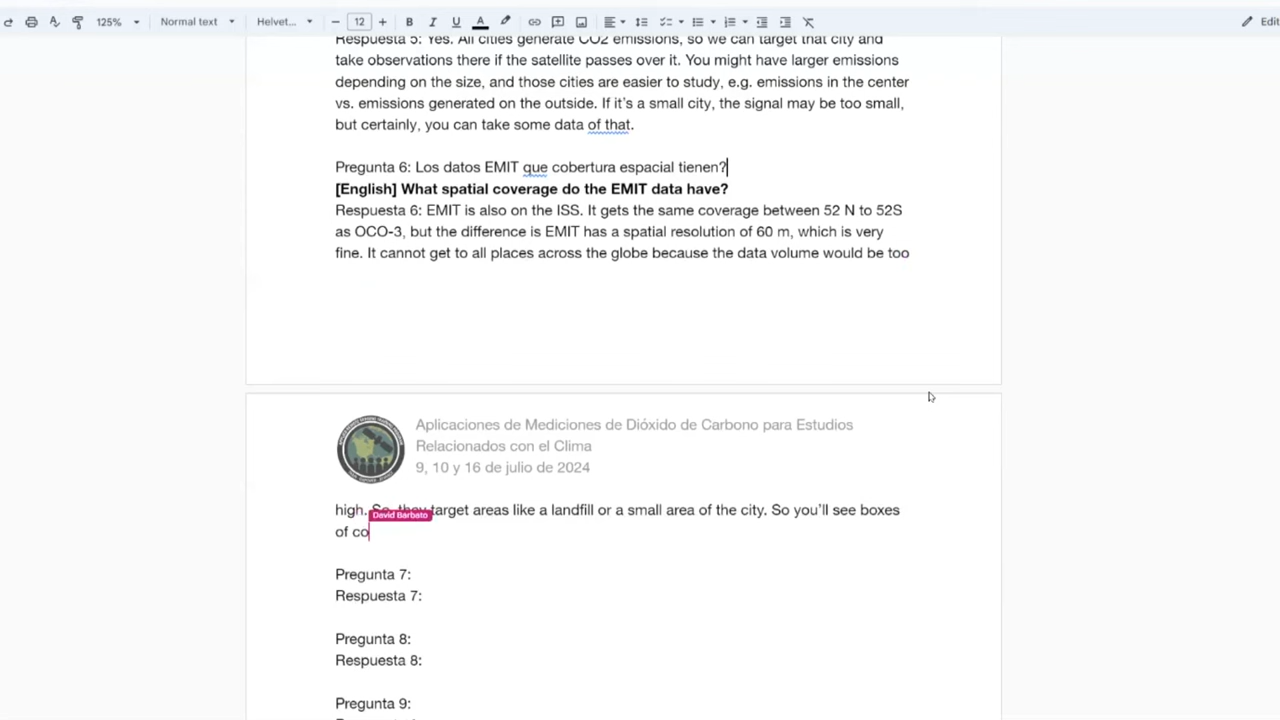 125%
Normal text
Helvet...
12
Edit
Respuesta 5: Yes. All cities generate CO2 emissions, so we can target that city and
take observations there if the satellite passes over it. You might have larger emissions
depending on the size, and those cities are easier to study, e.g. emissions in the center
vs. emissions generated on the outside. If it's a small city, the signal may be too small,
but certainly, you can take some data of that.
Pregunta 6: Los datos EMIT que cobertura espacial tienen?
[English] What spatial coverage do the EMIT data have?
Respuesta 6: EMIT is also on the ISS. It gets the same coverage between 52 N to 52S
as OCO-3, but the difference is EMIT has a spatial resolution of 60 m, which is very
fine. It cannot get to all places across the globe because the data volume would be too
Aplicaciones de Mediciones de Dióxido de Carbono para Estudios
Relacionados con el Clima
9, 10 y 16 de julio de 2024
high. So, they target areas like a landfill or a small area of the city. So you'll see boxes
David Barbato
of co
Pregunta 7:
Respuesta 7:
Pregunta 8:
Respuesta 8:
Pregunta 9: